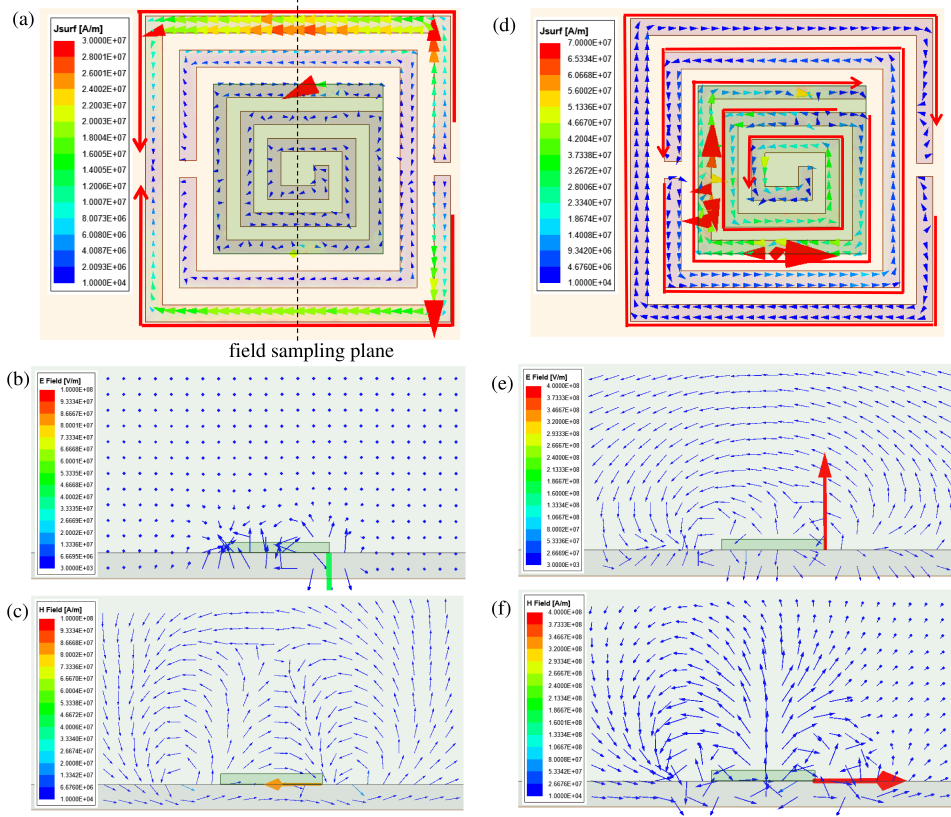 (a)
Jsurf [A/m]
3.0000E+07
2.8001E+07
2.6001E+07
2.4002E+07
2.2003E+07
2.0003E+07
1.8004E+07
1.6005E+07
1.4006E+07
1.2006E+07
1.0007E+07
8.0073E+06
6.0080E+06
4.0087E+06
2.0093E+06
1.0000E+04
field sampling plane
(b)
E Field [V/m]
1.0000E+08
9.3334E+07
8.6667E+07
8.0001E+07
7.3334E+07
6.6668E+07
6.0001E+07
5.3335E+07
4.6668E+07
4.0002E+07
3.3335E+07
2.6669E+07
2.0002E+07
1.3336E+07
6.6695E+06
3.0000E+03
(c)
H Field [A/m]
1.0000E+08
9.3334E+07
8.6668E+07
8.0002E+07
7.3336E+07
6.6670E+07
6.0004E+07
5.3338E+07
4.6672E+07
4.0006E+07
3.3340E+07
2.6674E+07
2.0008E+07
1.3342E+07
6.6760E+06
1.0000E+04
(d)
Jsurf [A/m]
7.0000E+07
6.5334E+07
6.0668E+07
5.6002E+07
5.1336E+07
4.6670E+07
4.2004E+07
3.7338E+07
3.2672E+07
2.8006E+07
2.3340E+07
1.8674E+07
1.4008E+07
9.3420E+06
4.6760E+06
1.0000E+04
(e)
E Field [V/m]
4.0000E+08
3.7333E+08
3.4667E+08
3.2000E+08
2.9333E+08
2.6667E+08
2.4000E+08
2.1333E+08
1.8667E+08
1.6000E+08
1.3334E+08
1.0667E+08
8.0002E+07
5.3336E+07
2.6669E+07
3.0000E+03
(f)
H Field [A/m]
4.0000E+08
3.7333E+08
3.4667E+08
3.2000E+08
2.9334E+08
2.6667E+08
2.4000E+08
2.1334E+08
1.8667E+08
1.6001E+08
1.3334E+08
1.0667E+08
8.0008E+07
5.3342E+07
2.6676E+07
1.0000E+04